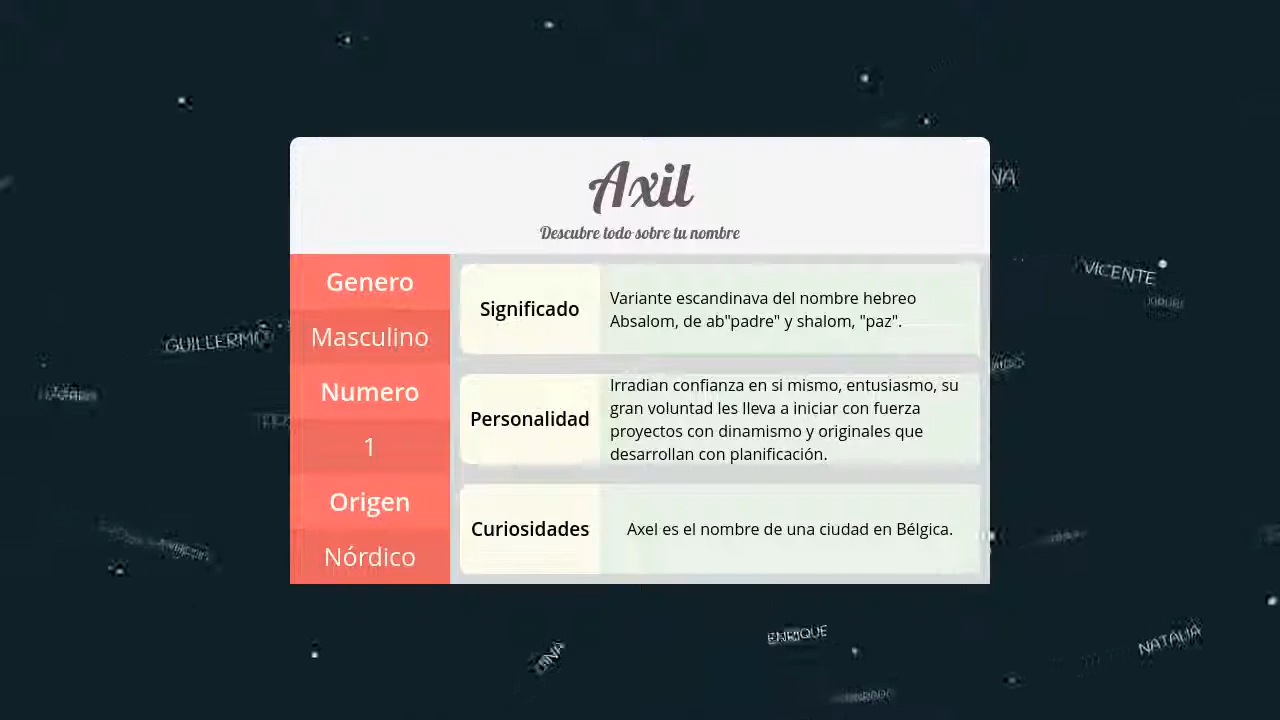 Axil
Descubre todo sobre tu nombre
Genero
Masculino
Numero
1
Origen
Nórdico
Significado
Variante escandinava del nombre hebreo
Absalom, de ab"padre" y shalom, "paz".
Personalidad
Irradian confianza en si mismo, entusiasmo, su
gran voluntad les lleva a iniciar con fuerza
proyectos con dinamismo y originales que
desarrollan con planificación.
Curiosidades
Axel es el nombre de una ciudad en Bélgica.
VICENTE
GUILLERMO
ENRIQUE
NATALIA